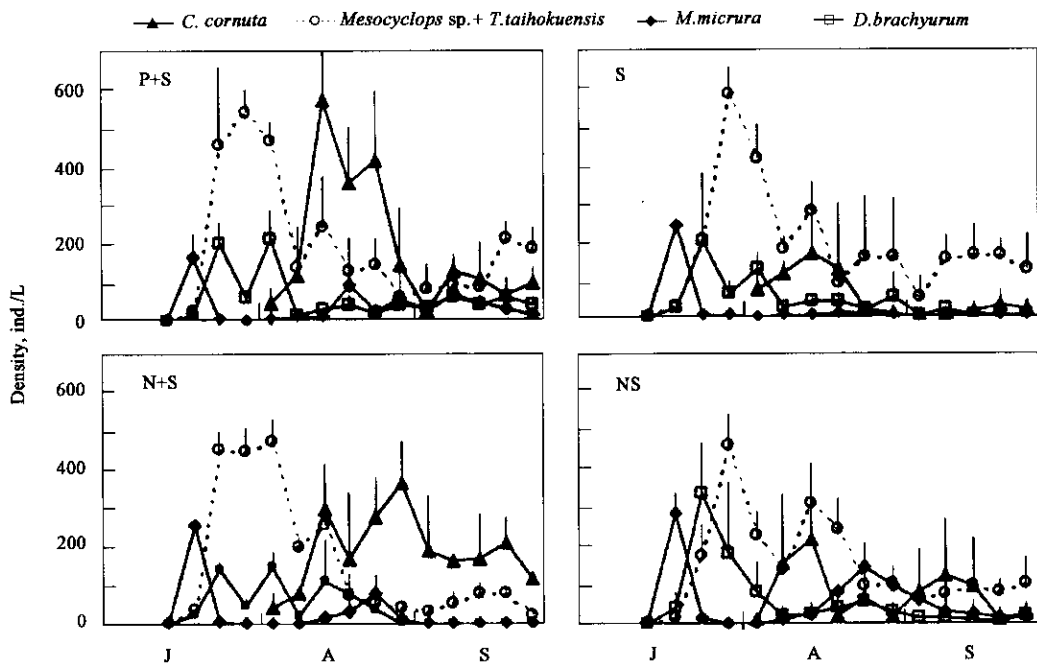 C. cornuta Mesocyclops sp.+ T.taihokuensis M.micrura D.brachyurum
P+S S
600
400
200
0
N+S NS
600
400
200
0
Density, ind./L
J A S J A S